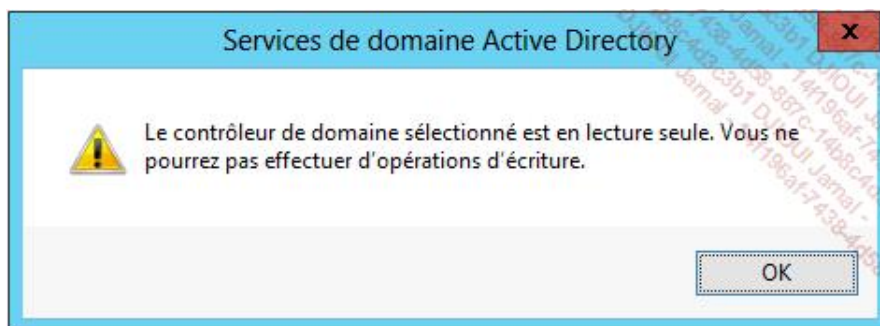 Services de domaine Active Directory
x
Le contrôleur de domaine sélectionné est en lecture seule. Vous ne
pourrez pas effectuer d'opérations d'écriture.
OK